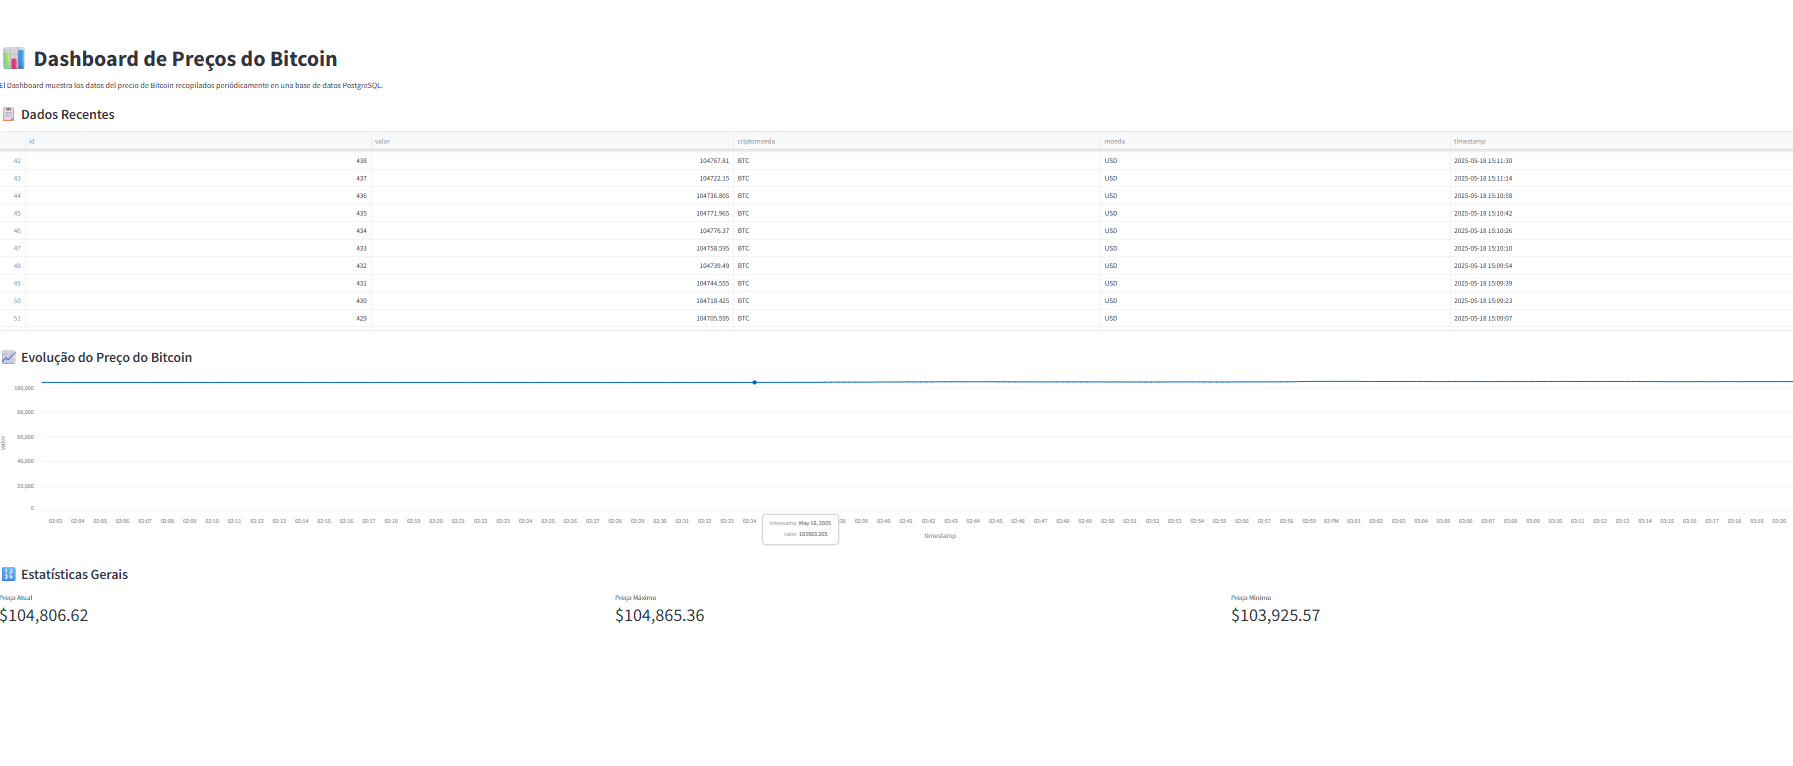 Dashboard de Preços do Bitcoin
El Dashboard muestra los datos del precio de Bitcoin recopilados periódicamente en una base de datos PostgreSQL.
Dados Recentes
id valor criptomoeda moeda timestamp
42 438 104767.81 BTC USD 2025-05-18 15:11:30
43 437 104722.15 BTC USD 2025-05-18 15:11:14
44 436 104736.805 BTC USD 2025-05-18 15:10:58
45 435 104771.965 BTC USD 2025-05-18 15:10:42
46 434 104776.37 BTC USD 2025-05-18 15:10:26
47 433 104758.595 BTC USD 2025-05-18 15:10:10
48 432 104739.49 BTC USD 2025-05-18 15:09:54
49 431 104744.555 BTC USD 2025-05-18 15:09:39
50 430 104718.425 BTC USD 2025-05-18 15:09:23
51 429 104705.595 BTC USD 2025-05-18 15:09:07
Evolução do Preço do Bitcoin
100,000
80,000
60,000
40,000
20,000
0
valor
02:03 02:04 02:05 02:06 02:07 02:08 02:09 02:10 02:11 02:12 02:13 02:14 02:15 02:16 02:17 02:18 02:19 02:20 02:21 02:22 02:23 02:24 02:25 02:26 02:28 02:29 02:30 02:31 02:32 02:33 02:34 38 02:39 02:40 02:41 02:42 02:43 02:44 02:45 02:46 02:47 02:48 02:49 02:50 02:51 02:52 02:53 02:54 02:55 02:56 02:57 02:58 02:59 03 PM 03:01 03:02 03:03 03:04 03:05 03:06 03:07 03:08 03:09 03:10 03:11 03:12 03:13 03:14 03:15 03:16 03:17 03:18 03:19 03:20
timestamp May 18, 2025
valor 103983.265
timestamp
Estatísticas Gerais
Preço Atual
$104,806.62
Preço Máximo
$104,865.36
Preço Mínimo
$103,925.57